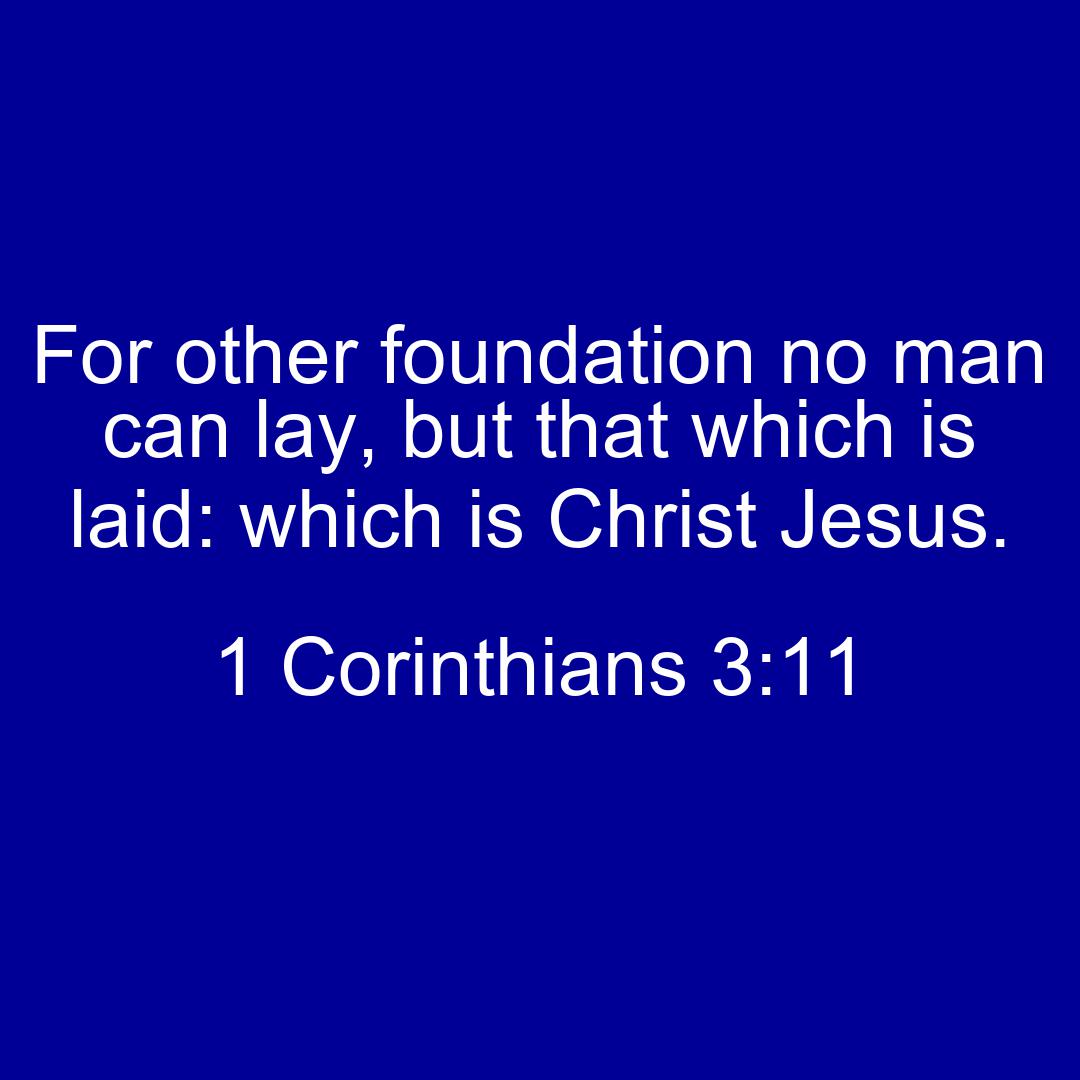 For other foundation no man
can lay, but that which is
laid: which is Christ Jesus.
1 Corinthians 3:11